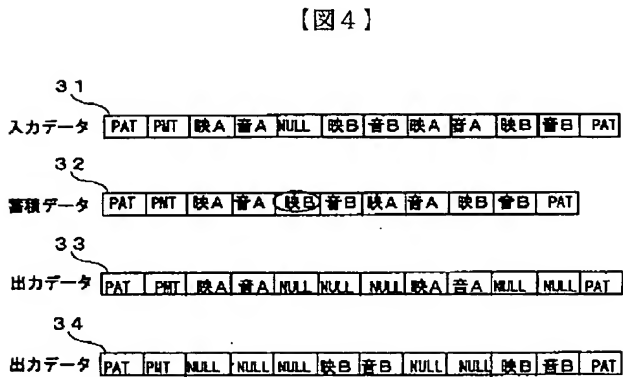 【図4】
31
入力データ PAT PMT 映A 音A NULL 映B 音B 映A 音A 映B 音B PAT
32
蓄積データ PAT PMT 映A 音A 映B 音B 映A 音A 映B 音B PAT
33
出力データ PAT PMT 映A 音A NULL NULL NULL 映A 音A NULL NULL PAT
34
出力データ PAT PMT NULL NULL NULL 映B 音B NULL NULL 映B 音B PAT